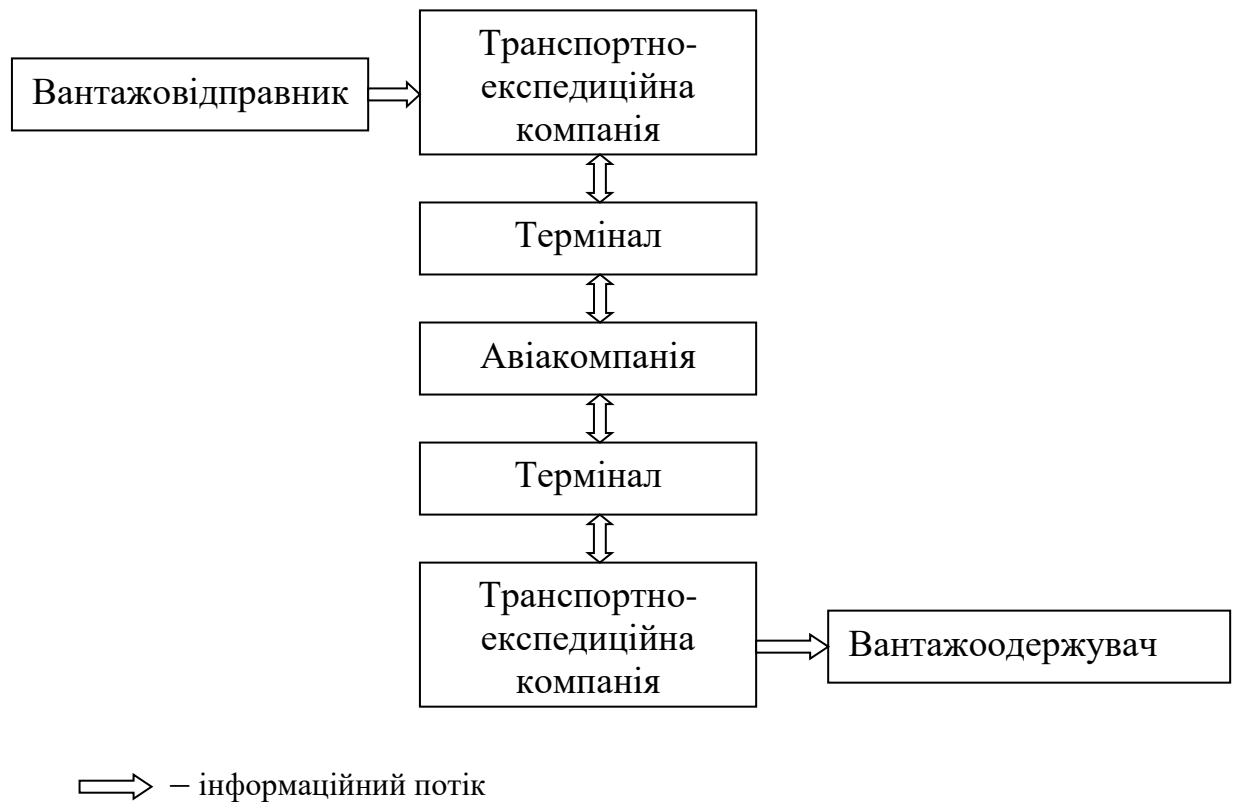 Транспортно-
експедиційна
компанія
Вантажовідправник
Термінал
Авіакомпанія
Термінал
Транспортно-
експедиційна
компанія
Вантажоодержувач
– інформаційний потік